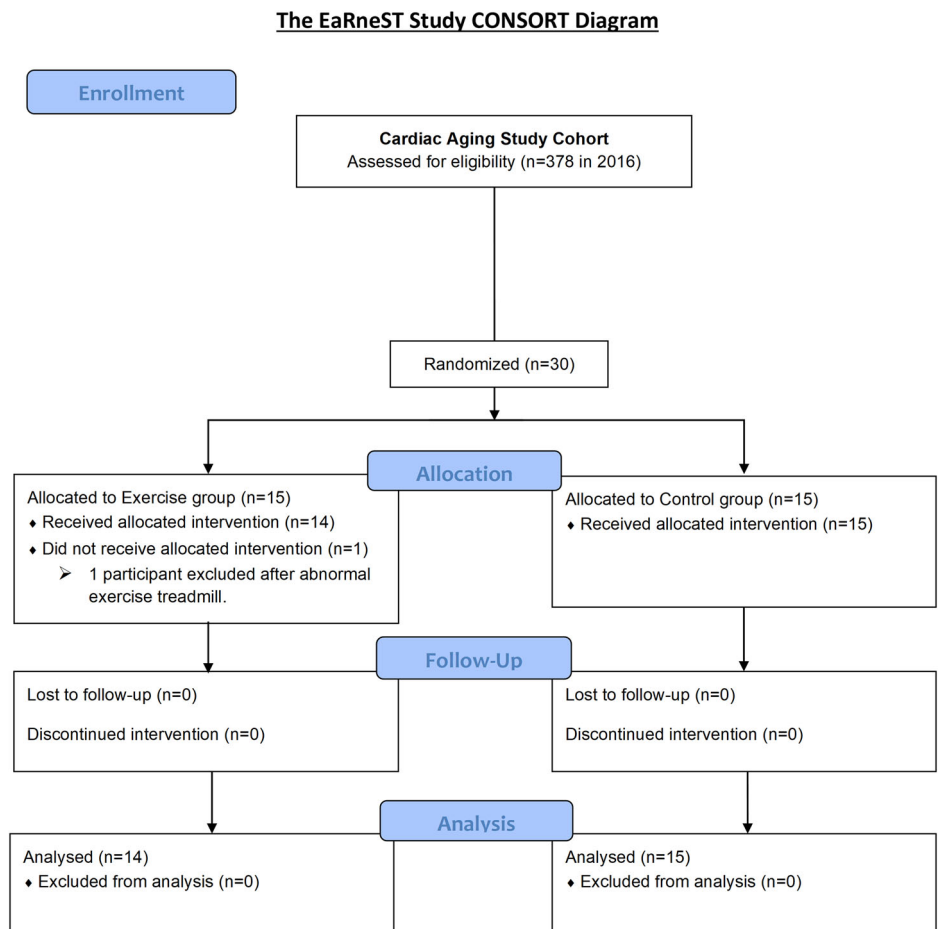 The EaRneST Study CONSORT Diagram
Enrollment
Cardiac Aging Study Cohort
Assessed for eligibility (n=378 in 2016)
Randomized (n=30)
Allocation
Allocated to Exercise group (n=15)
♦ Received allocated intervention (n=14)
♦ Did not receive allocated intervention (n=1)
➢ 1 participant excluded after abnormal
exercise treadmill.
Allocated to Control group (n=15)
♦ Received allocated intervention (n=15)
Follow-Up
Lost to follow-up (n=0)
Discontinued intervention (n=0)
Lost to follow-up (n=0)
Discontinued intervention (n=0)
Analysis
Analysed (n=14)
♦ Excluded from analysis (n=0)
Analysed (n=15)
♦ Excluded from analysis (n=0)